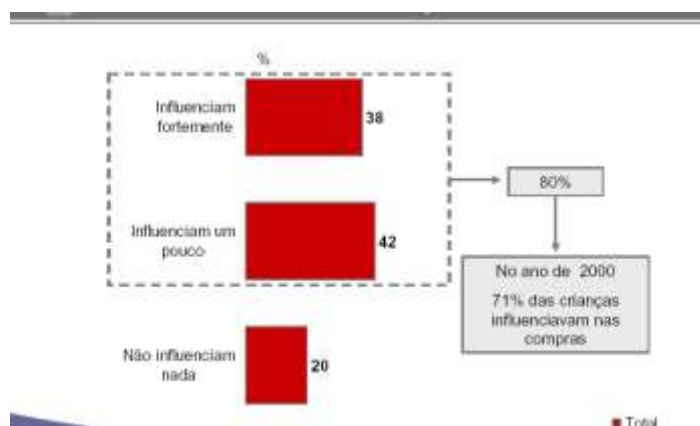 %
Influenciam
fortemente
38
80%
Influenciam um
pouco
42
No ano de 2000
71% das crianças
influenciavam nas
compras
Não influenciam
nada
20
Total